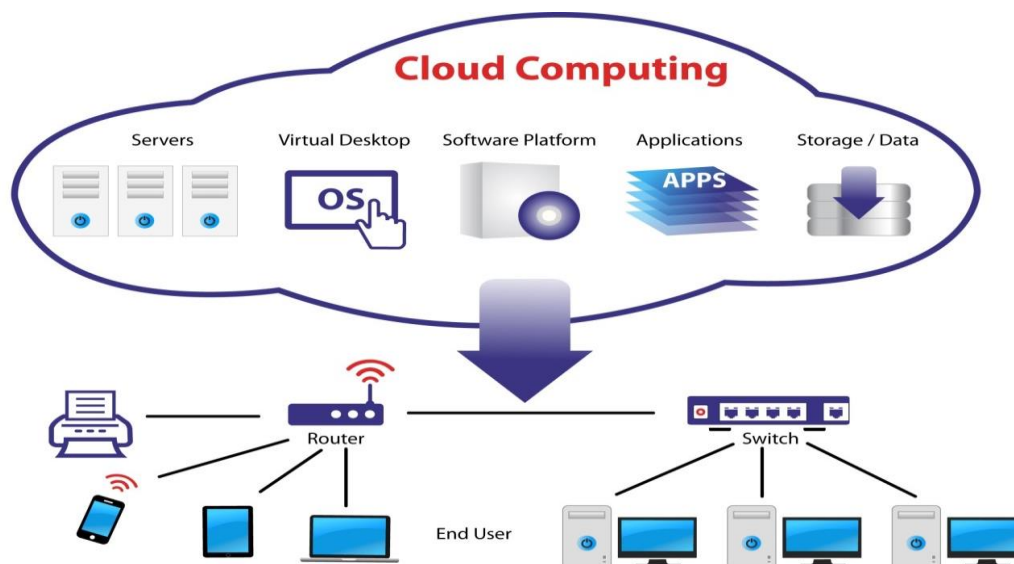 Cloud Computing
Servers
Virtual Desktop
Software Platform
Applications
Storage / Data
OS
APPS
Router
Switch
End User